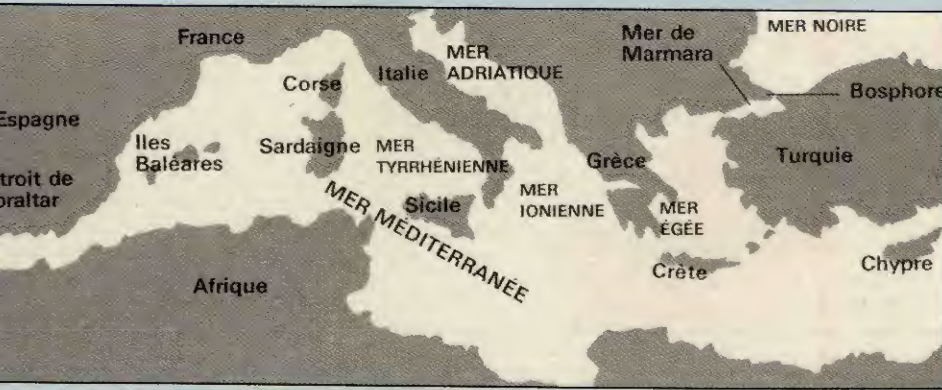 France
MER
ADRIATIQUE
Mer de
Marmara
MER NOIRE
Corse
Italie
Bosphore
Espagne
Iles
Baléares
Sardaigne
MER
TYRRHÉNIENNE
Grèce
Turquie
troit de
braltar
Sicile
MER
IONIENNE
MER
ÉGÉE
MER MÉDITERRANÉE
Crète
Chypre
Afrique